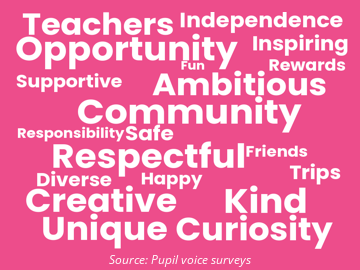 Teachers Independence
Opportunity Inspiring
Fun Rewards
Supportive Ambitious
Community
Responsibility Safe
Respectful Friends
Diverse Happy Trips
Creative Kind
Unique Curiosity
Source: Pupil voice surveys